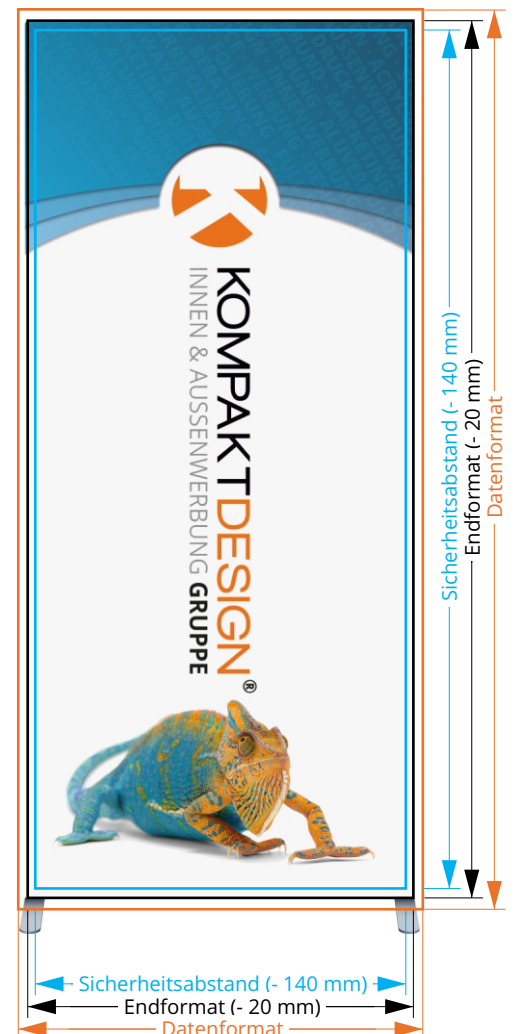 KOMPAKTDESIGN®
INNEN & AUSSENWERBUNG GRUPPE
Sicherheitsabstand (- 140 mm)
Endformat (- 20 mm)
Datenformat
Sicherheitsabstand (- 140 mm)
Endformat (- 20 mm)
Datenformat